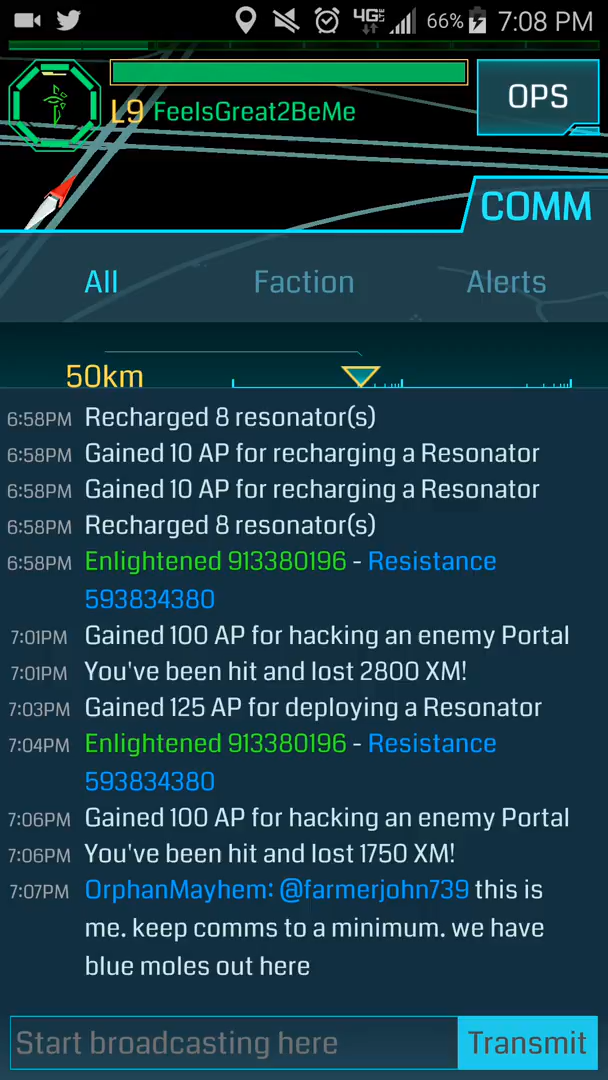 4G LTE 66% 7:08 PM
L9 FeelsGreat2BeMe
OPS
COMM
All Faction Alerts
50km
6:58PM Recharged 8 resonator(s)
6:58PM Gained 10 AP for recharging a Resonator
6:58PM Gained 10 AP for recharging a Resonator
6:58PM Recharged 8 resonator(s)
6:58PM Enlightened 913380196 - Resistance
593834380
7:01PM Gained 100 AP for hacking an enemy Portal
7:01PM You've been hit and lost 2800 XM!
7:03PM Gained 125 AP for deploying a Resonator
7:04PM Enlightened 913380196 - Resistance
593834380
7:06PM Gained 100 AP for hacking an enemy Portal
7:06PM You've been hit and lost 1750 XM!
7:07PM OrphanMayhem: @farmerjohn739 this is
me. keep comms to a minimum. we have
blue moles out here
Start broadcasting here Transmit